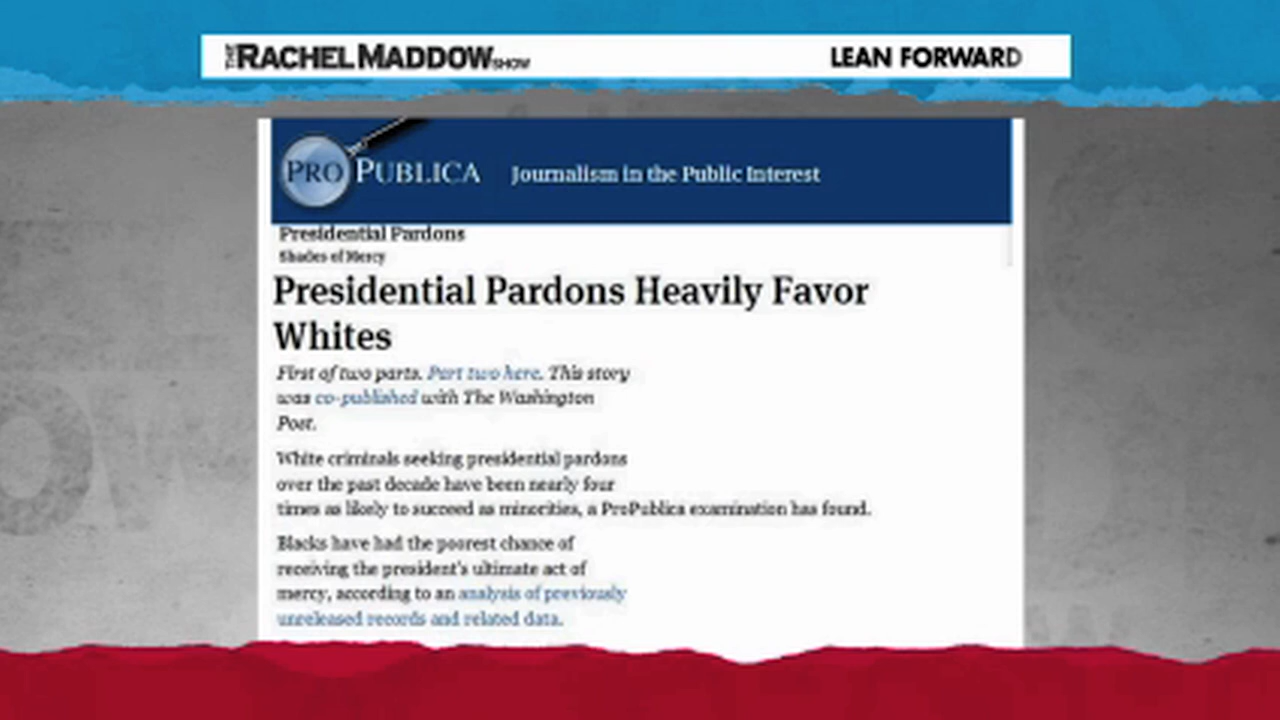 THE RACHEL MADDOW SHOW
LEAN FORWARD
PRO PUBLICA Journalism in the Public Interest
Presidential Pardons
Shades of Mercy
Presidential Pardons Heavily Favor
Whites
First of two parts. Part two here. This story
was co-published with The Washington
Post.
White criminals seeking presidential pardons
over the past decade have been nearly four
times as likely to succeed as minorities, a ProPublica examination has found.
Blacks have had the poorest chance of
receiving the president's ultimate act of
mercy, according to an analysis of previously
unreleased records and related data.